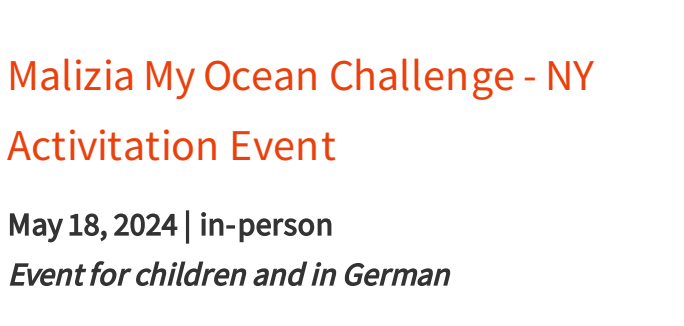 Malizia My Ocean Challenge - NY
Activitation Event
May 18, 2024 | in-person
Event for children and in German